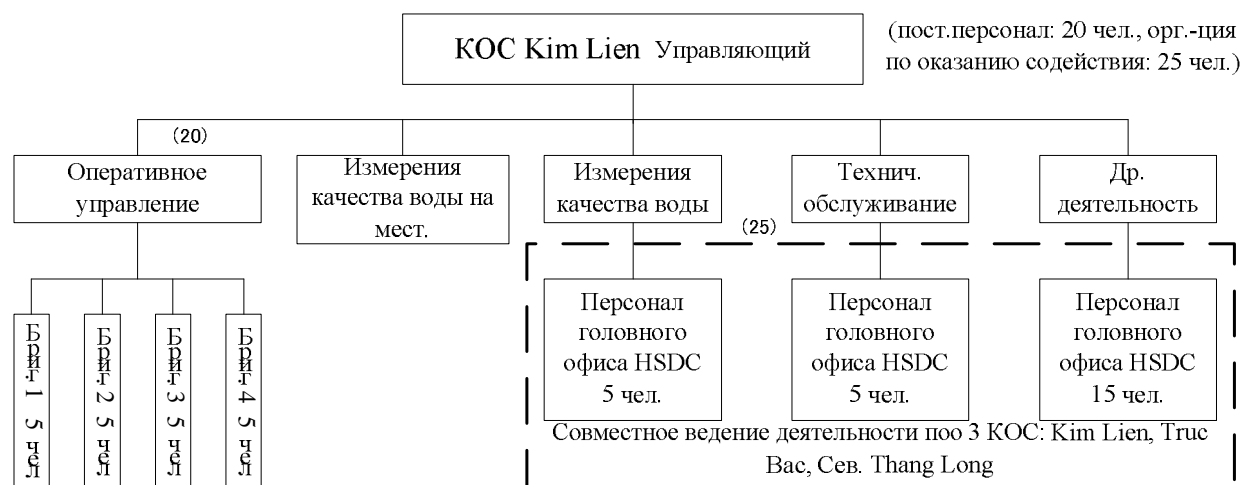 КОС Kim Lien Управляющий
(пост.персонал: 20 чел., орг.-ция
по оказанию содействия: 25 чел.)
(20)
Оперативное
управление
Измерения
качества воды на
мест.
Измерения
качества воды
Технич.
обслуживание
Др.
деятельность
(25)
Бриг.1 5 чел
Бриг.2 5 чел
Бриг.3 5 чел
Бриг.4 5 чел
Персонал
головного
офиса HSDC
5 чел.
Персонал
головного
офиса HSDC
5 чел.
Персонал
головного
офиса HSDC
15 чел.
Совместное ведение деятельности поо 3 КОС: Kim Lien, Truc
Bac, Сев. Thang Long